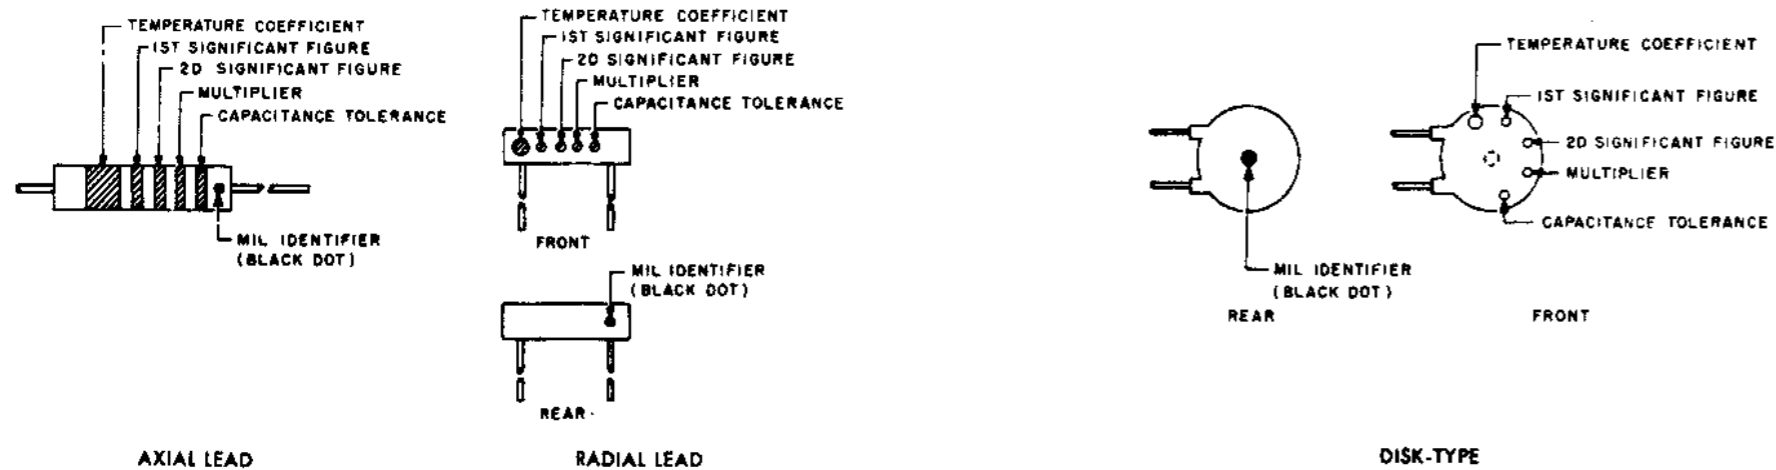 TEMPERATURE COEFFICIENT
1ST SIGNIFICANT FIGURE
2D SIGNIFICANT FIGURE
MULTIPLIER
CAPACITANCE TOLERANCE
MIL IDENTIFIER
(BLACK DOT)
AXIAL LEAD
TEMPERATURE COEFFICIENT
1ST SIGNIFICANT FIGURE
2D SIGNIFICANT FIGURE
MULTIPLIER
CAPACITANCE TOLERANCE
FRONT
MIL IDENTIFIER
(BLACK DOT)
REAR
RADIAL LEAD
MIL IDENTIFIER
(BLACK DOT)
REAR
TEMPERATURE COEFFICIENT
1ST SIGNIFICANT FIGURE
2D SIGNIFICANT FIGURE
MULTIPLIER
CAPACITANCE TOLERANCE
FRONT
DISK-TYPE